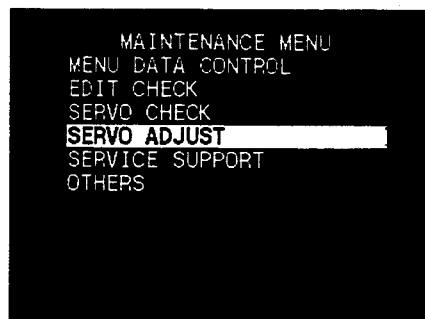 MAINTENANCE MENU
MENU DATA CONTROL
EDIT CHECK
SERVO CHECK
SERVO ADJUST
SERVICE SUPPORT
OTHERS